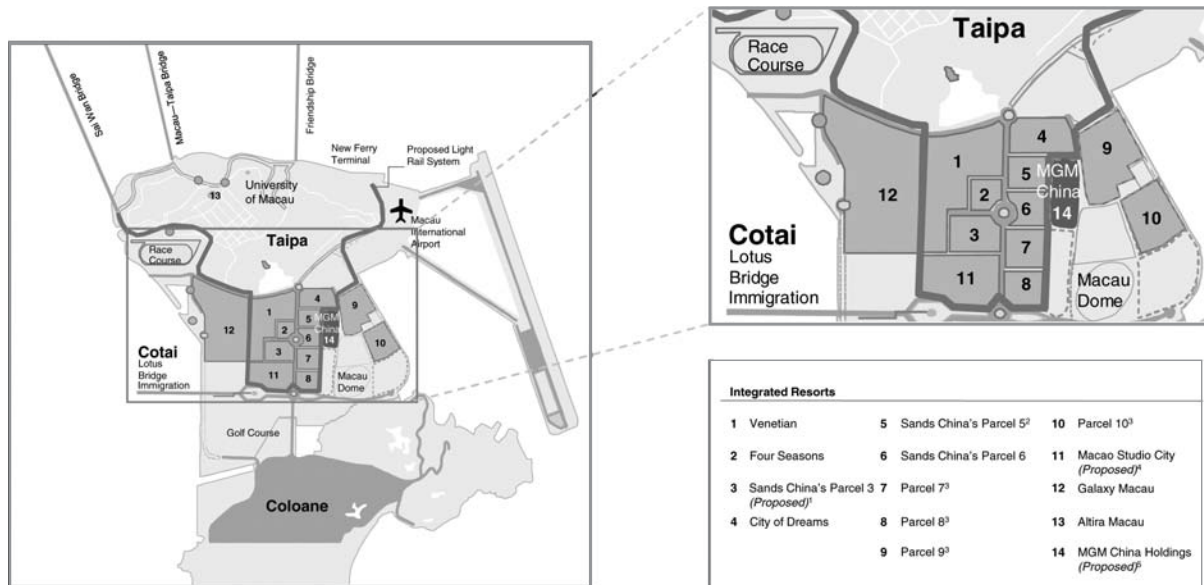 Sai Wan Bridge
Macau—Taipa Bridge
Friendship Bridge
New Ferry
Terminal
Proposed Light
Rail System
13
University
of Macau
Macau
International
Airport
Taipa
Race
Course
12
1
2
3
4
5
6
7
8
9
10
11
MGM
China
14
Cotai
Lotus
Bridge
Immigration
Macau
Dome
Golf Course
Coloane
Taipa
Race
Course
12
1
2
3
4
5
6
7
8
9
10
11
MGM
China
14
Cotai
Lotus
Bridge
Immigration
Macau
Dome
Integrated Resorts
1 Venetian
2 Four Seasons
3 Sands China's Parcel 3
(Proposed)¹
4 City of Dreams
5 Sands China's Parcel 5²
6 Sands China's Parcel 6
7 Parcel 7³
8 Parcel 8³
9 Parcel 9³
10 Parcel 10³
11 Macao Studio City
(Proposed)⁴
12 Galaxy Macau
13 Altira Macau
14 MGM China Holdings
(Proposed)⁵